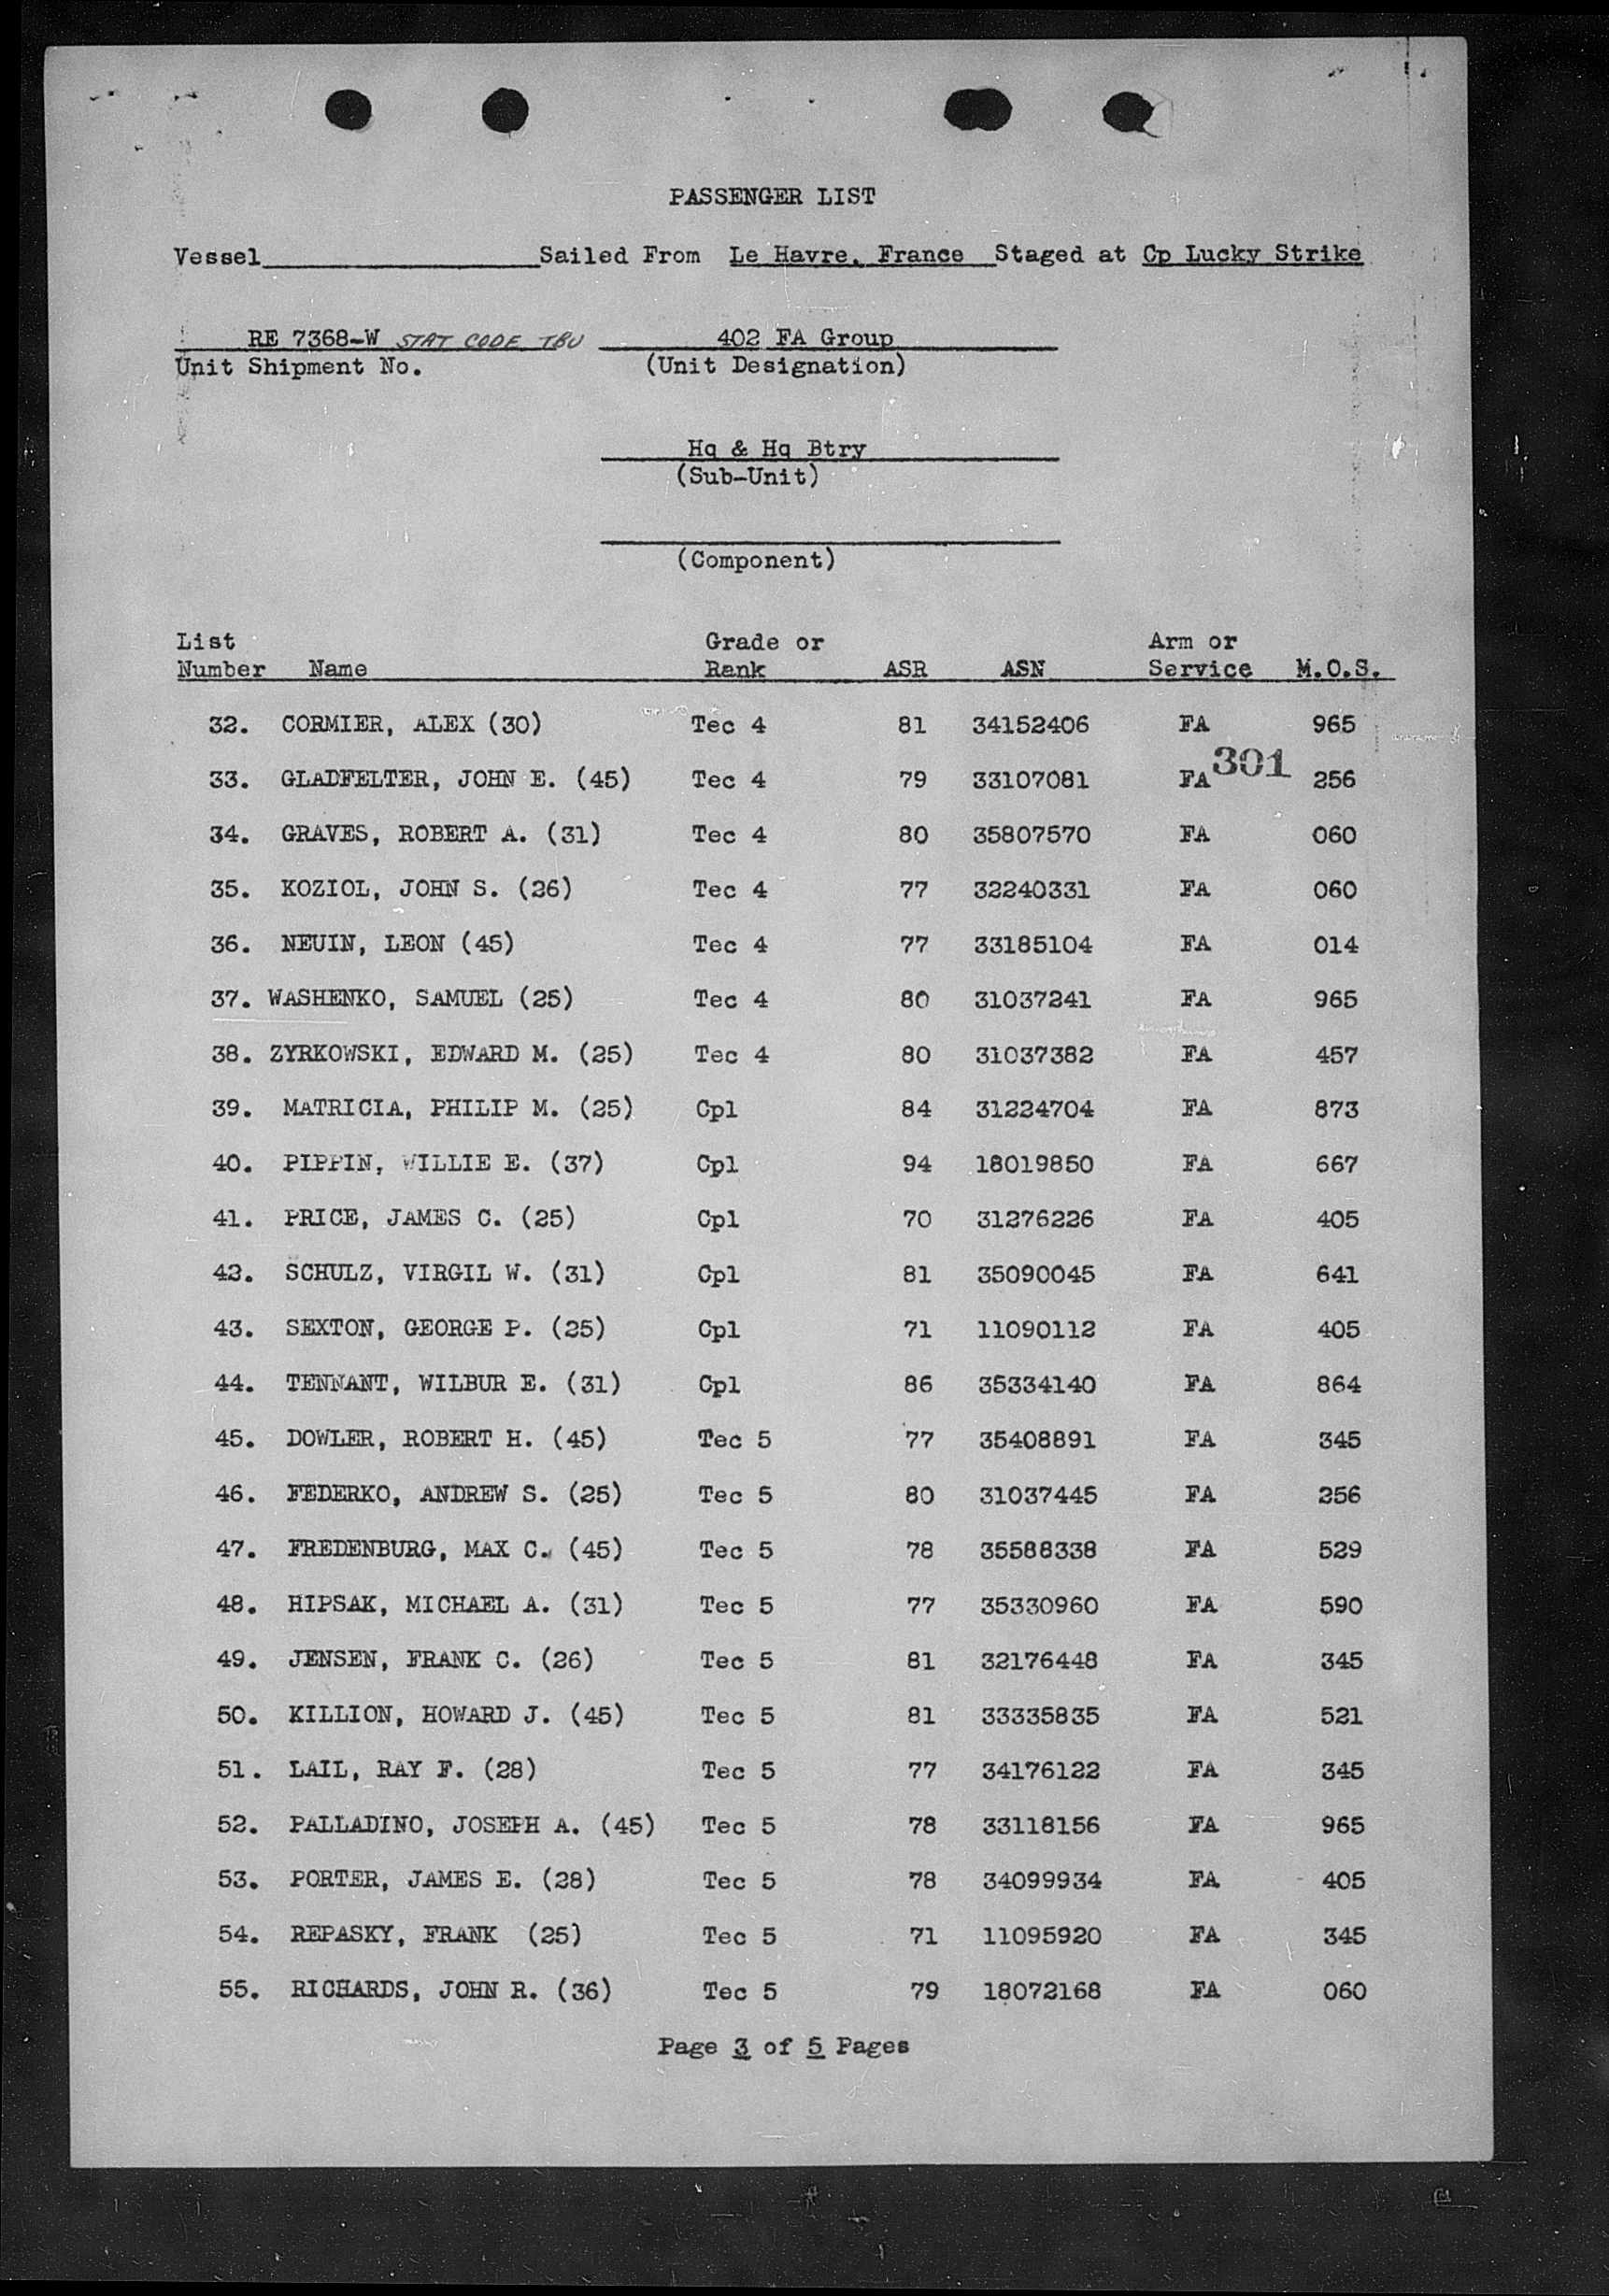 PASSENGER LIST
Vessel Sailed From Le Havre, France Staged at Cp Lucky Strike
RE 7368-W STAT CODE TBU 402 FA Group
Unit Shipment No. (Unit Designation)
Hq & Hq Btry
(Sub-Unit)
(Component)
List Grade or Arm or
Number Name Rank ASR ASN Service M.O.S.
32. CORMIER, ALEX (30) Tec 4 81 34152406 FA 965
301
33. GLADFELTER, JOHN E. (45) Tec 4 79 33107081 FA 256
34. GRAVES, ROBERT A. (31) Tec 4 80 35807570 FA 060
35. KOZIOL, JOHN S. (26) Tec 4 77 32240331 FA 060
36. NEUIN, LEON (45) Tec 4 77 33185104 FA 014
37. WASHENKO, SAMUEL (25) Tec 4 80 31037241 FA 965
38. ZYRKOWSKI, EDWARD M. (25) Tec 4 80 31037382 FA 457
39. MATRICIA, PHILIP M. (25) Cpl 84 31224704 FA 873
40. PIPPIN, WILLIE E. (37) Cpl 94 18019850 FA 667
41. PRICE, JAMES C. (25) Cpl 70 31276226 FA 405
42. SCHULZ, VIRGIL W. (31) Cpl 81 35090045 FA 641
43. SEXTON, GEORGE P. (25) Cpl 71 11090112 FA 405
44. TENNANT, WILBUR E. (31) Cpl 86 35334140 FA 864
45. DOWLER, ROBERT H. (45) Tec 5 77 35408891 FA 345
46. FEDERKO, ANDREW S. (25) Tec 5 80 31037445 FA 256
47. FREDENBURG, MAX C. (45) Tec 5 78 35588338 FA 529
48. HIPSAK, MICHAEL A. (31) Tec 5 77 35330960 FA 590
49. JENSEN, FRANK C. (26) Tec 5 81 32176448 FA 345
50. KILLION, HOWARD J. (45) Tec 5 81 33335835 FA 521
51. LAIL, RAY F. (28) Tec 5 77 34176122 FA 345
52. PALLADINO, JOSEPH A. (45) Tec 5 78 33118156 FA 965
53. PORTER, JAMES E. (28) Tec 5 78 34099934 FA 405
54. REPASKY, FRANK (25) Tec 5 71 11095920 FA 345
55. RICHARDS, JOHN R. (36) Tec 5 79 18072168 FA 060
Page 3 of 5 Pages